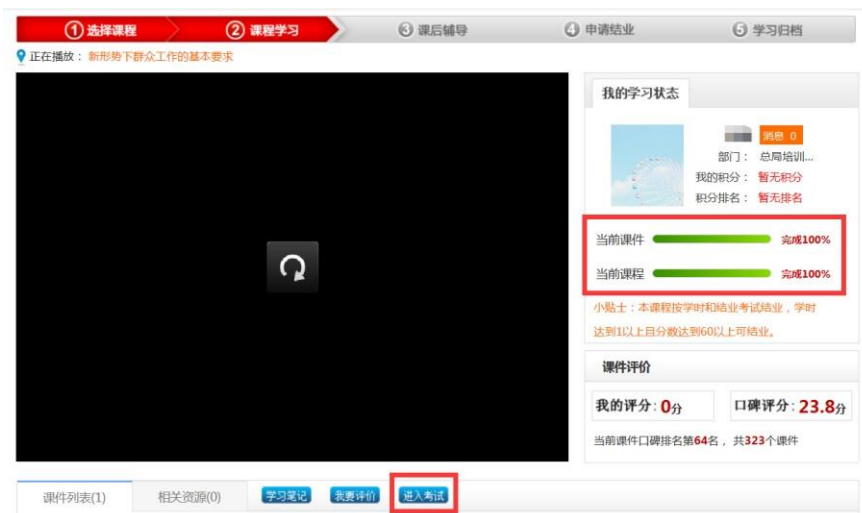 ① 选择课程 ② 课程学习 ③ 课后辅导 ④ 申请结业 ⑤ 学习归档
正在播放： 新形势下群众工作的基本要求
我的学习状态
消息 0
部门： 总局培训...
我的积分： 暂无积分
积分排名： 暂无排名
当前课件 完成100%
当前课程 完成100%
小贴士：本课程按学时和结业考试结业，学时
达到1以上且分数达到60以上可结业。
课件评价
我的评分：0分 口碑评分：23.8分
当前课件口碑排名第64名， 共323个课件
课件列表(1) 相关资源(0) 学习笔记 我要评价 进入考试